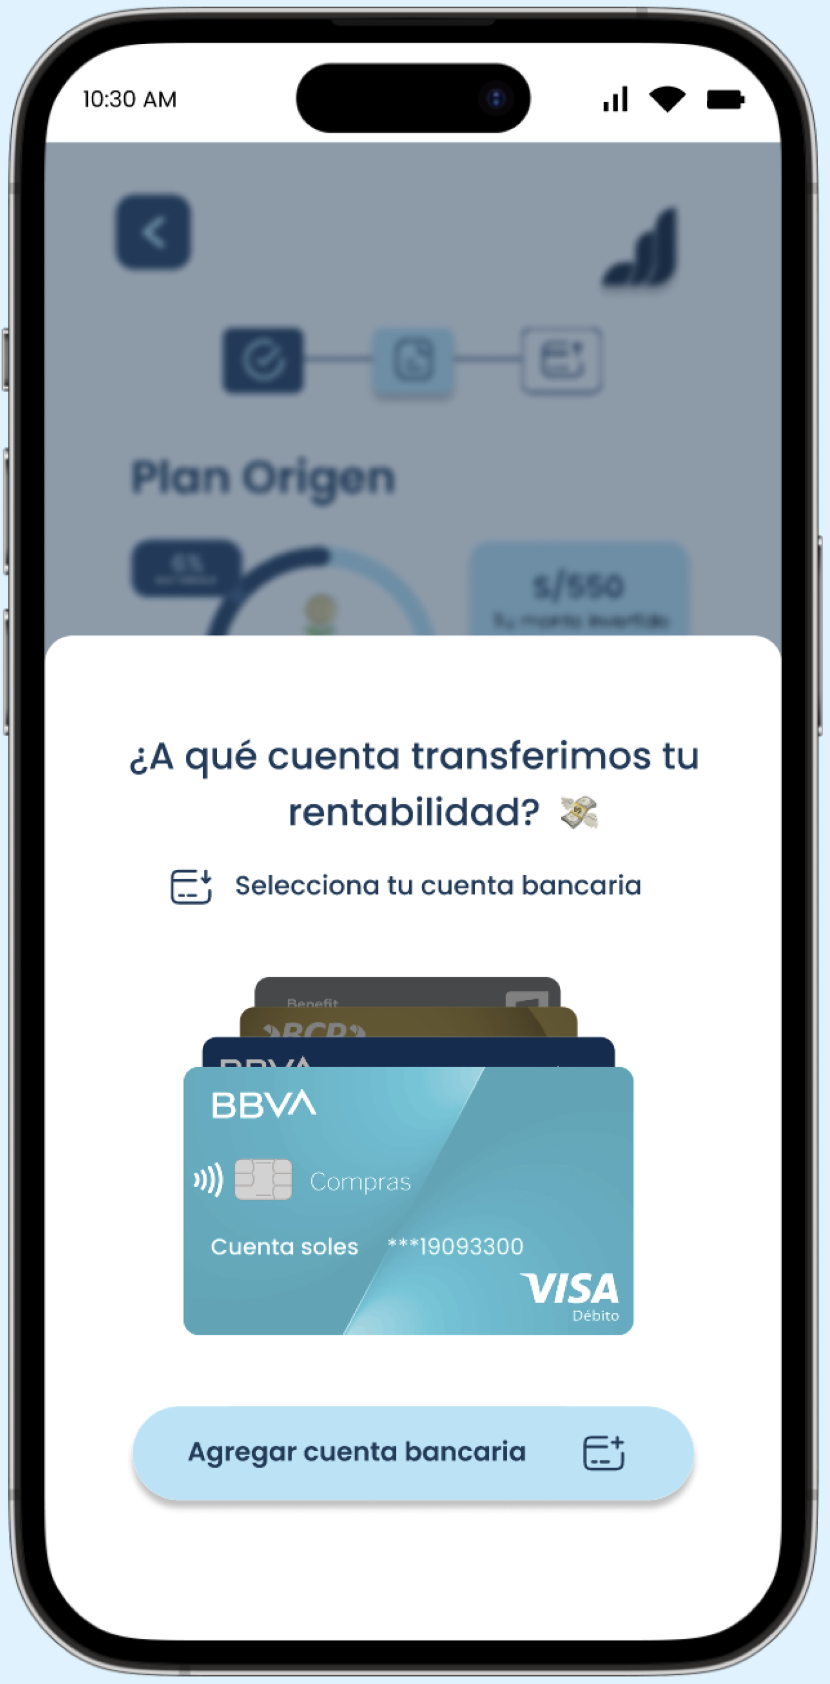 10:30 AM
Plan Origen
6%
S/550
Tu monto invertido
¿A qué cuenta transferimos tu
rentabilidad?
Selecciona tu cuenta bancaria
Benefit
BCP
BBVA
BBVA
Compras
Cuenta soles ***19093300
VISA
Débito
Agregar cuenta bancaria